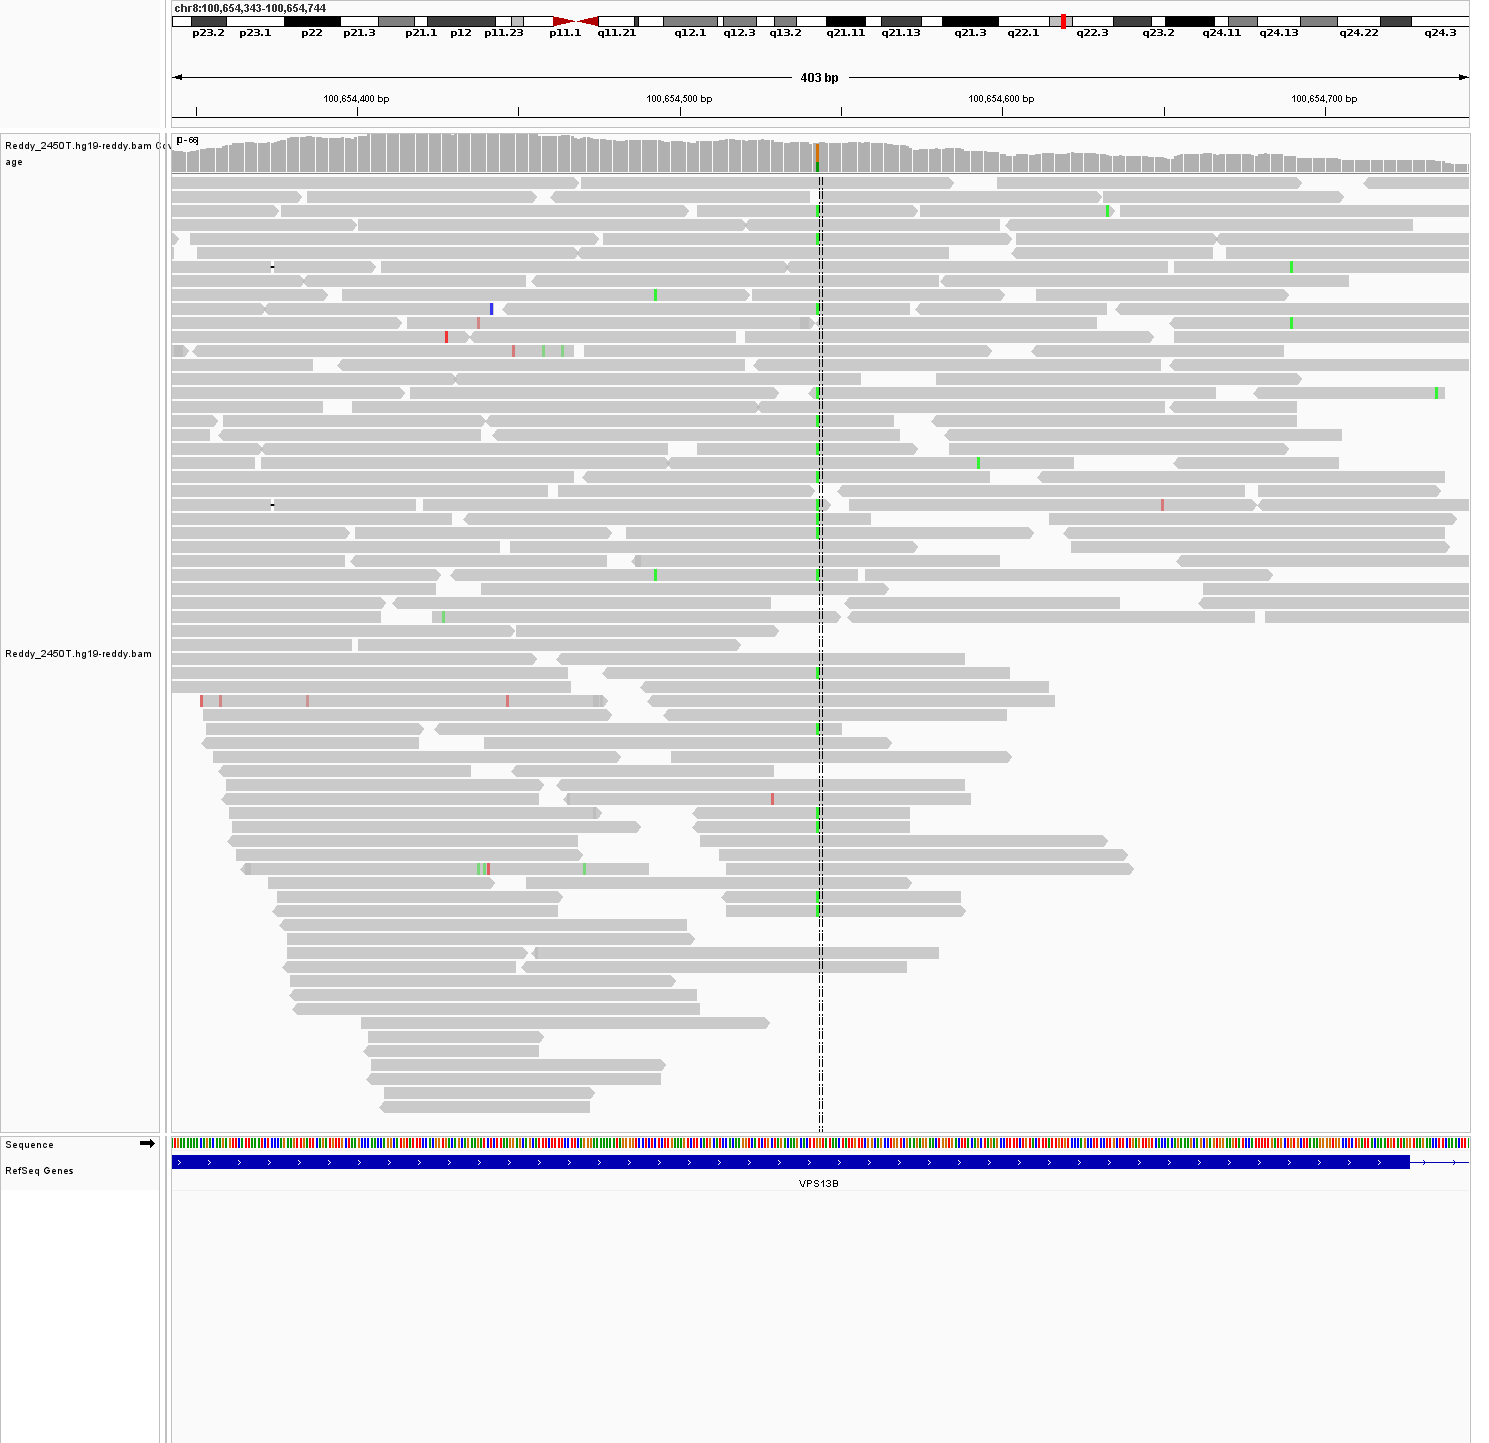 chr8:100,654,343-100,654,744
p23.2 p23.1 p22 p21.3 p21.1 p12 p11.23 p11.1 q11.21 q12.1 q12.3 q13.2 q21.11 q21.13 q21.3 q22.1 q22.3 q23.2 q24.11 q24.13 q24.22 q24.3
403 bp
100,654,400 bp 100,654,500 bp 100,654,600 bp 100,654,700 bp
[0-66]
Reddy_2450T.hg19-reddy.bam Cov
age
Reddy_2450T.hg19-reddy.bam
Sequence
RefSeq Genes
VPS13B